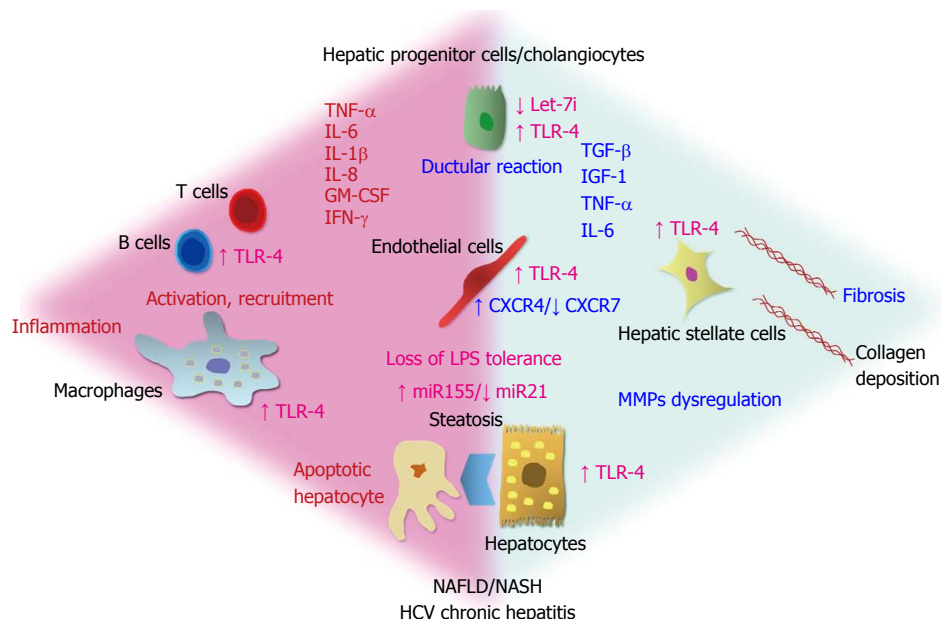 Hepatic progenitor cells/cholangiocytes
TNF-α
IL-6
IL-1β
IL-8
GM-CSF
IFN-γ
↓ Let-7i
↑ TLR-4
Ductular reaction
TGF-β
IGF-1
TNF-α
IL-6
T cells
B cells
↑ TLR-4
Activation, recruitment
Inflammation
Macrophages
↑ TLR-4
Endothelial cells
↑ TLR-4
↑ CXCR4/↓ CXCR7
↑ TLR-4
Hepatic stellate cells
Fibrosis
Collagen
deposition
Loss of LPS tolerance
↑ miR155/↓ miR21
MMPs dysregulation
Steatosis
Apoptotic
hepatocyte
↑ TLR-4
Hepatocytes
NAFLD/NASH
HCV chronic hepatitis